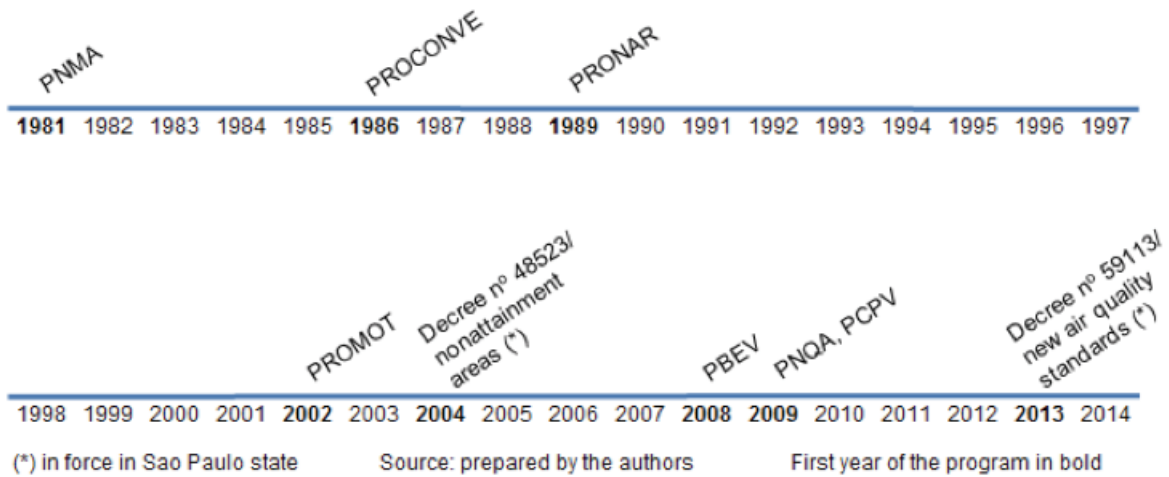 PNMA PROCONVE PRONAR
1981 1982 1983 1984 1985 1986 1987 1988 1989 1990 1991 1992 1993 1994 1995 1996 1997
PROMOT
Decree nº 48523/
nonattainment
areas (*)
PBEV
PNQA, PCPV
Decree nº 59113/
new air quality
standards (*)
1998 1999 2000 2001 2002 2003 2004 2005 2006 2007 2008 2009 2010 2011 2012 2013 2014
(*) in force in Sao Paulo state Source: prepared by the authors First year of the program in bold